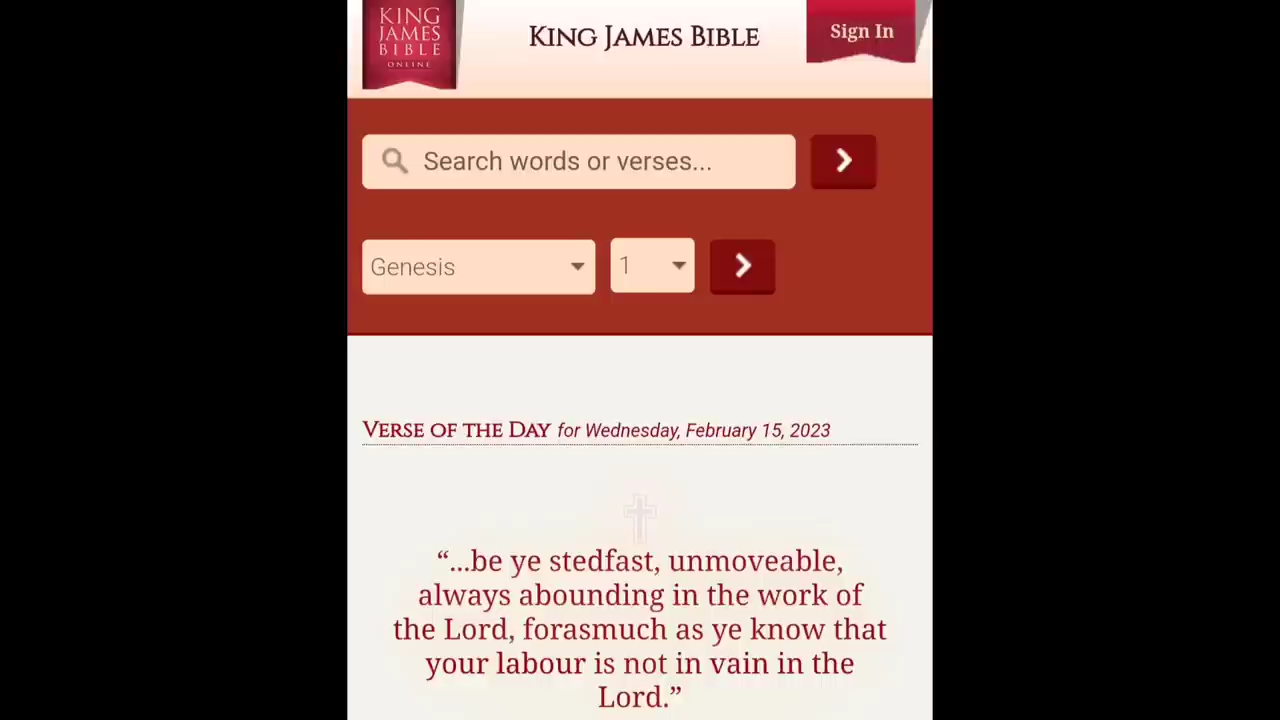 KING
JAMES
BIBLE
ONLINE
KING JAMES BIBLE
Sign In
Search words or verses...
Genesis
1
VERSE OF THE DAY for Wednesday, February 15, 2023
“...be ye stedfast, unmoveable,
always abounding in the work of
the Lord, forasmuch as ye know that
your labour is not in vain in the
Lord.”